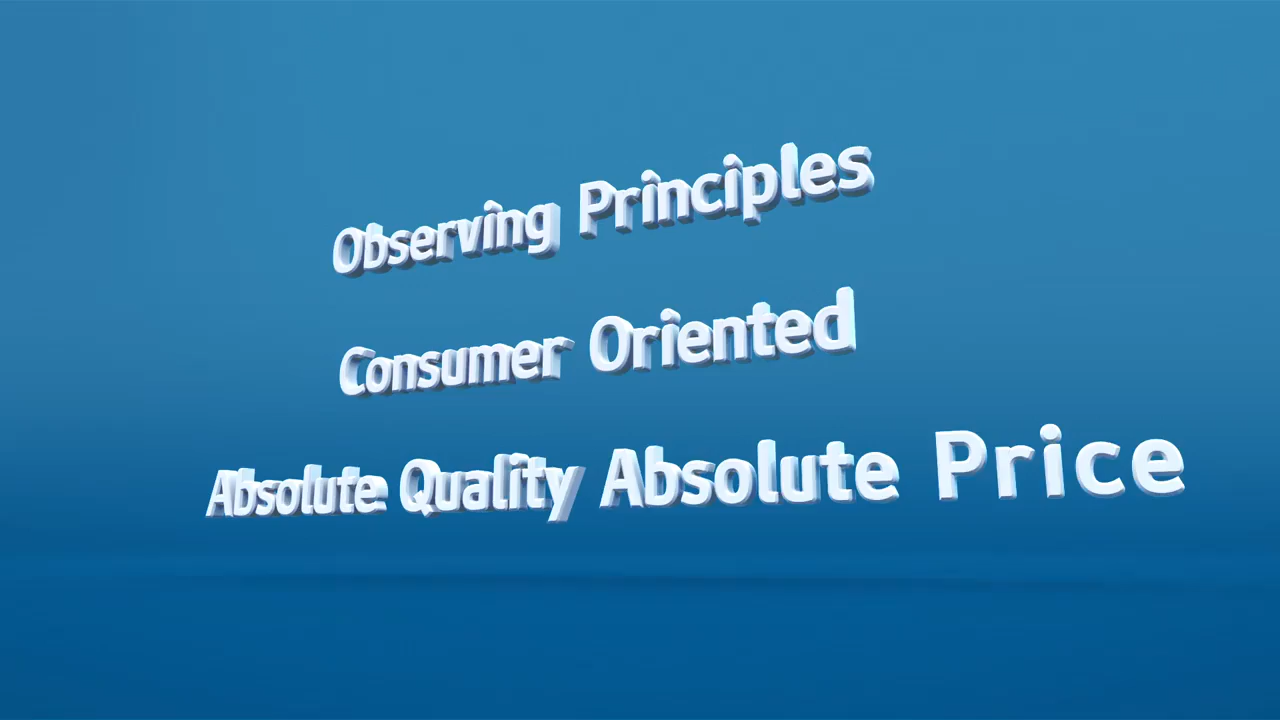 Observing Principles
Consumer Oriented
Absolute Quality Absolute Price